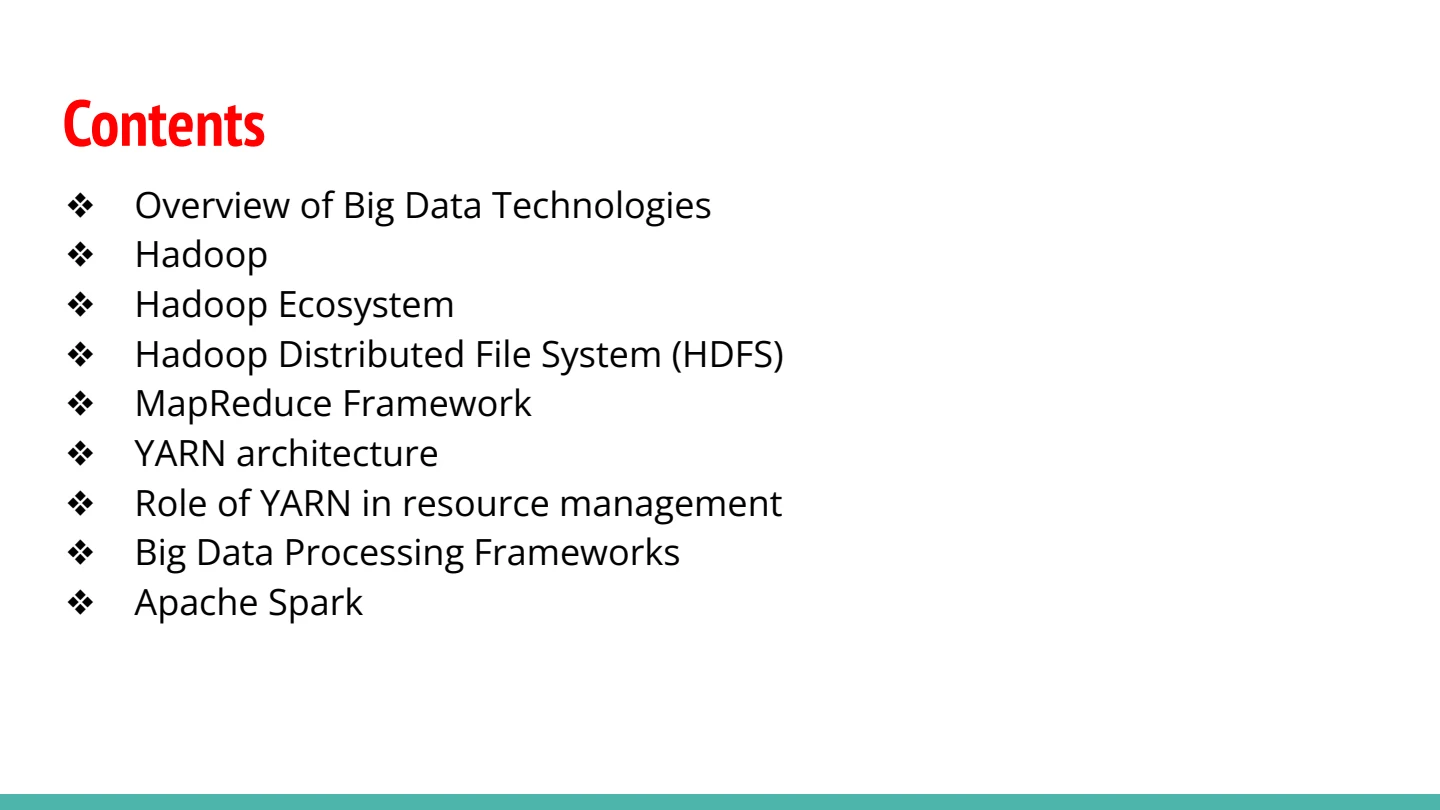 Contents
❖ Overview of Big Data Technologies
❖ Hadoop
❖ Hadoop Ecosystem
❖ Hadoop Distributed File System (HDFS)
❖ MapReduce Framework
❖ YARN architecture
❖ Role of YARN in resource management
❖ Big Data Processing Frameworks
❖ Apache Spark